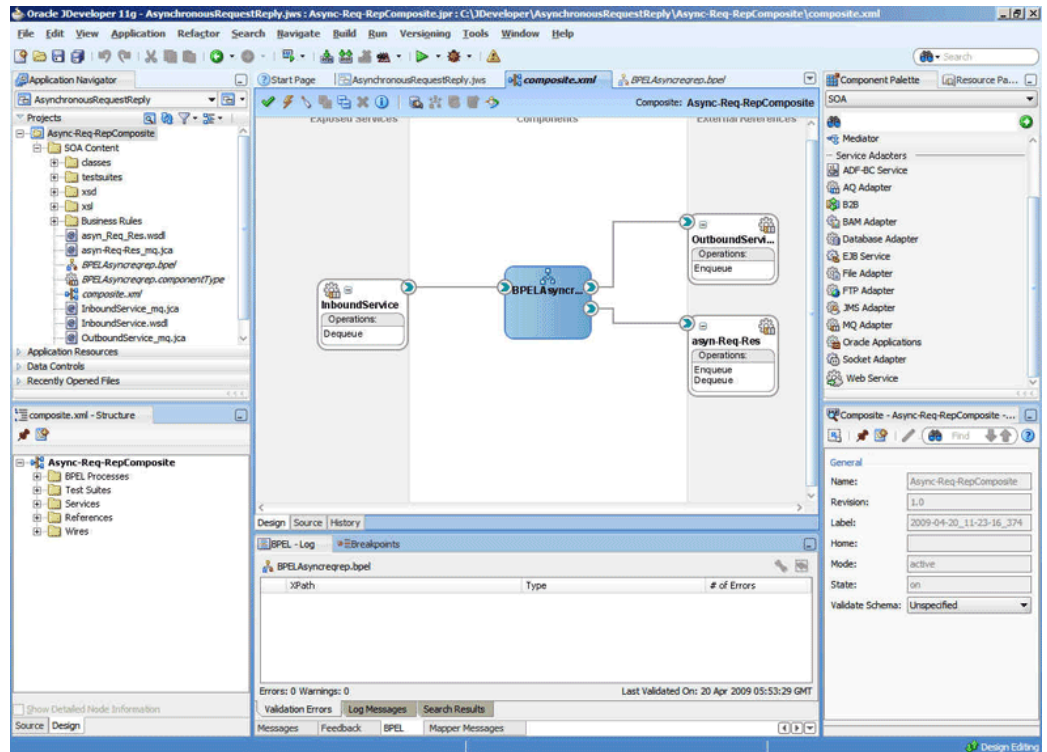 Oracle JDeveloper 11g - AsynchronousRequestReply.jws : Async-Req-RepComposite.jpr : C:\JDeveloper\AsynchronousRequestReply\Async-Req-RepComposite\composite.xml
File Edit View Application Refactor Search Navigate Build Run Versioning Tools Window Help
Search
Application Navigator
AsynchronousRequestReply
Projects
Async-Req-RepComposite
SOA Content
classes
testsuites
xsd
xsl
Business Rules
asyn_Req_Res.wsdl
asyn-Req-Res_mq.jca
BPELAsyncreqrep.bpel
BPELAsyncreqrep.componentType
composite.xml
InboundService_mq.jca
InboundService.wsdl
OutboundService_mq.jca
Application Resources
Data Controls
Recently Opened Files
composite.xml - Structure
Async-Req-RepComposite
BPEL Processes
Test Suites
Services
References
Wires
Show Detailed Node Information
Source Design
Start Page AsynchronousRequestReply.jws composite.xml BPELAsyncreqrep.bpel
Composite: Async-Req-RepComposite
Exposed Services Components External References
InboundService
Operations:
Dequeue
BPELAsyncr...
OutboundServi...
Operations:
Enqueue
asyn-Req-Res
Operations:
Enqueue
Dequeue
Design Source History
BPEL - Log Breakpoints
BPELAsyncreqrep.bpel
XPath Type # of Errors
Errors: 0 Warnings: 0 Last Validated On: 20 Apr 2009 05:53:29 GMT
Validation Errors Log Messages Search Results
Messages Feedback BPEL Mapper Messages
Component Palette Resource Pa...
SOA
Mediator
Service Adapters
ADF-BC Service
AQ Adapter
B2B
BAM Adapter
Database Adapter
EJB Service
File Adapter
FTP Adapter
JMS Adapter
MQ Adapter
Oracle Applications
Socket Adapter
Web Service
Composite - Async-Req-RepComposite -...
Find
General
Name: Async-Req-RepComposite
Revision: 1.0
Label: 2009-04-20_11-23-16_374
Home:
Mode: active
State: on
Validate Schema: Unspecified
Design Editing